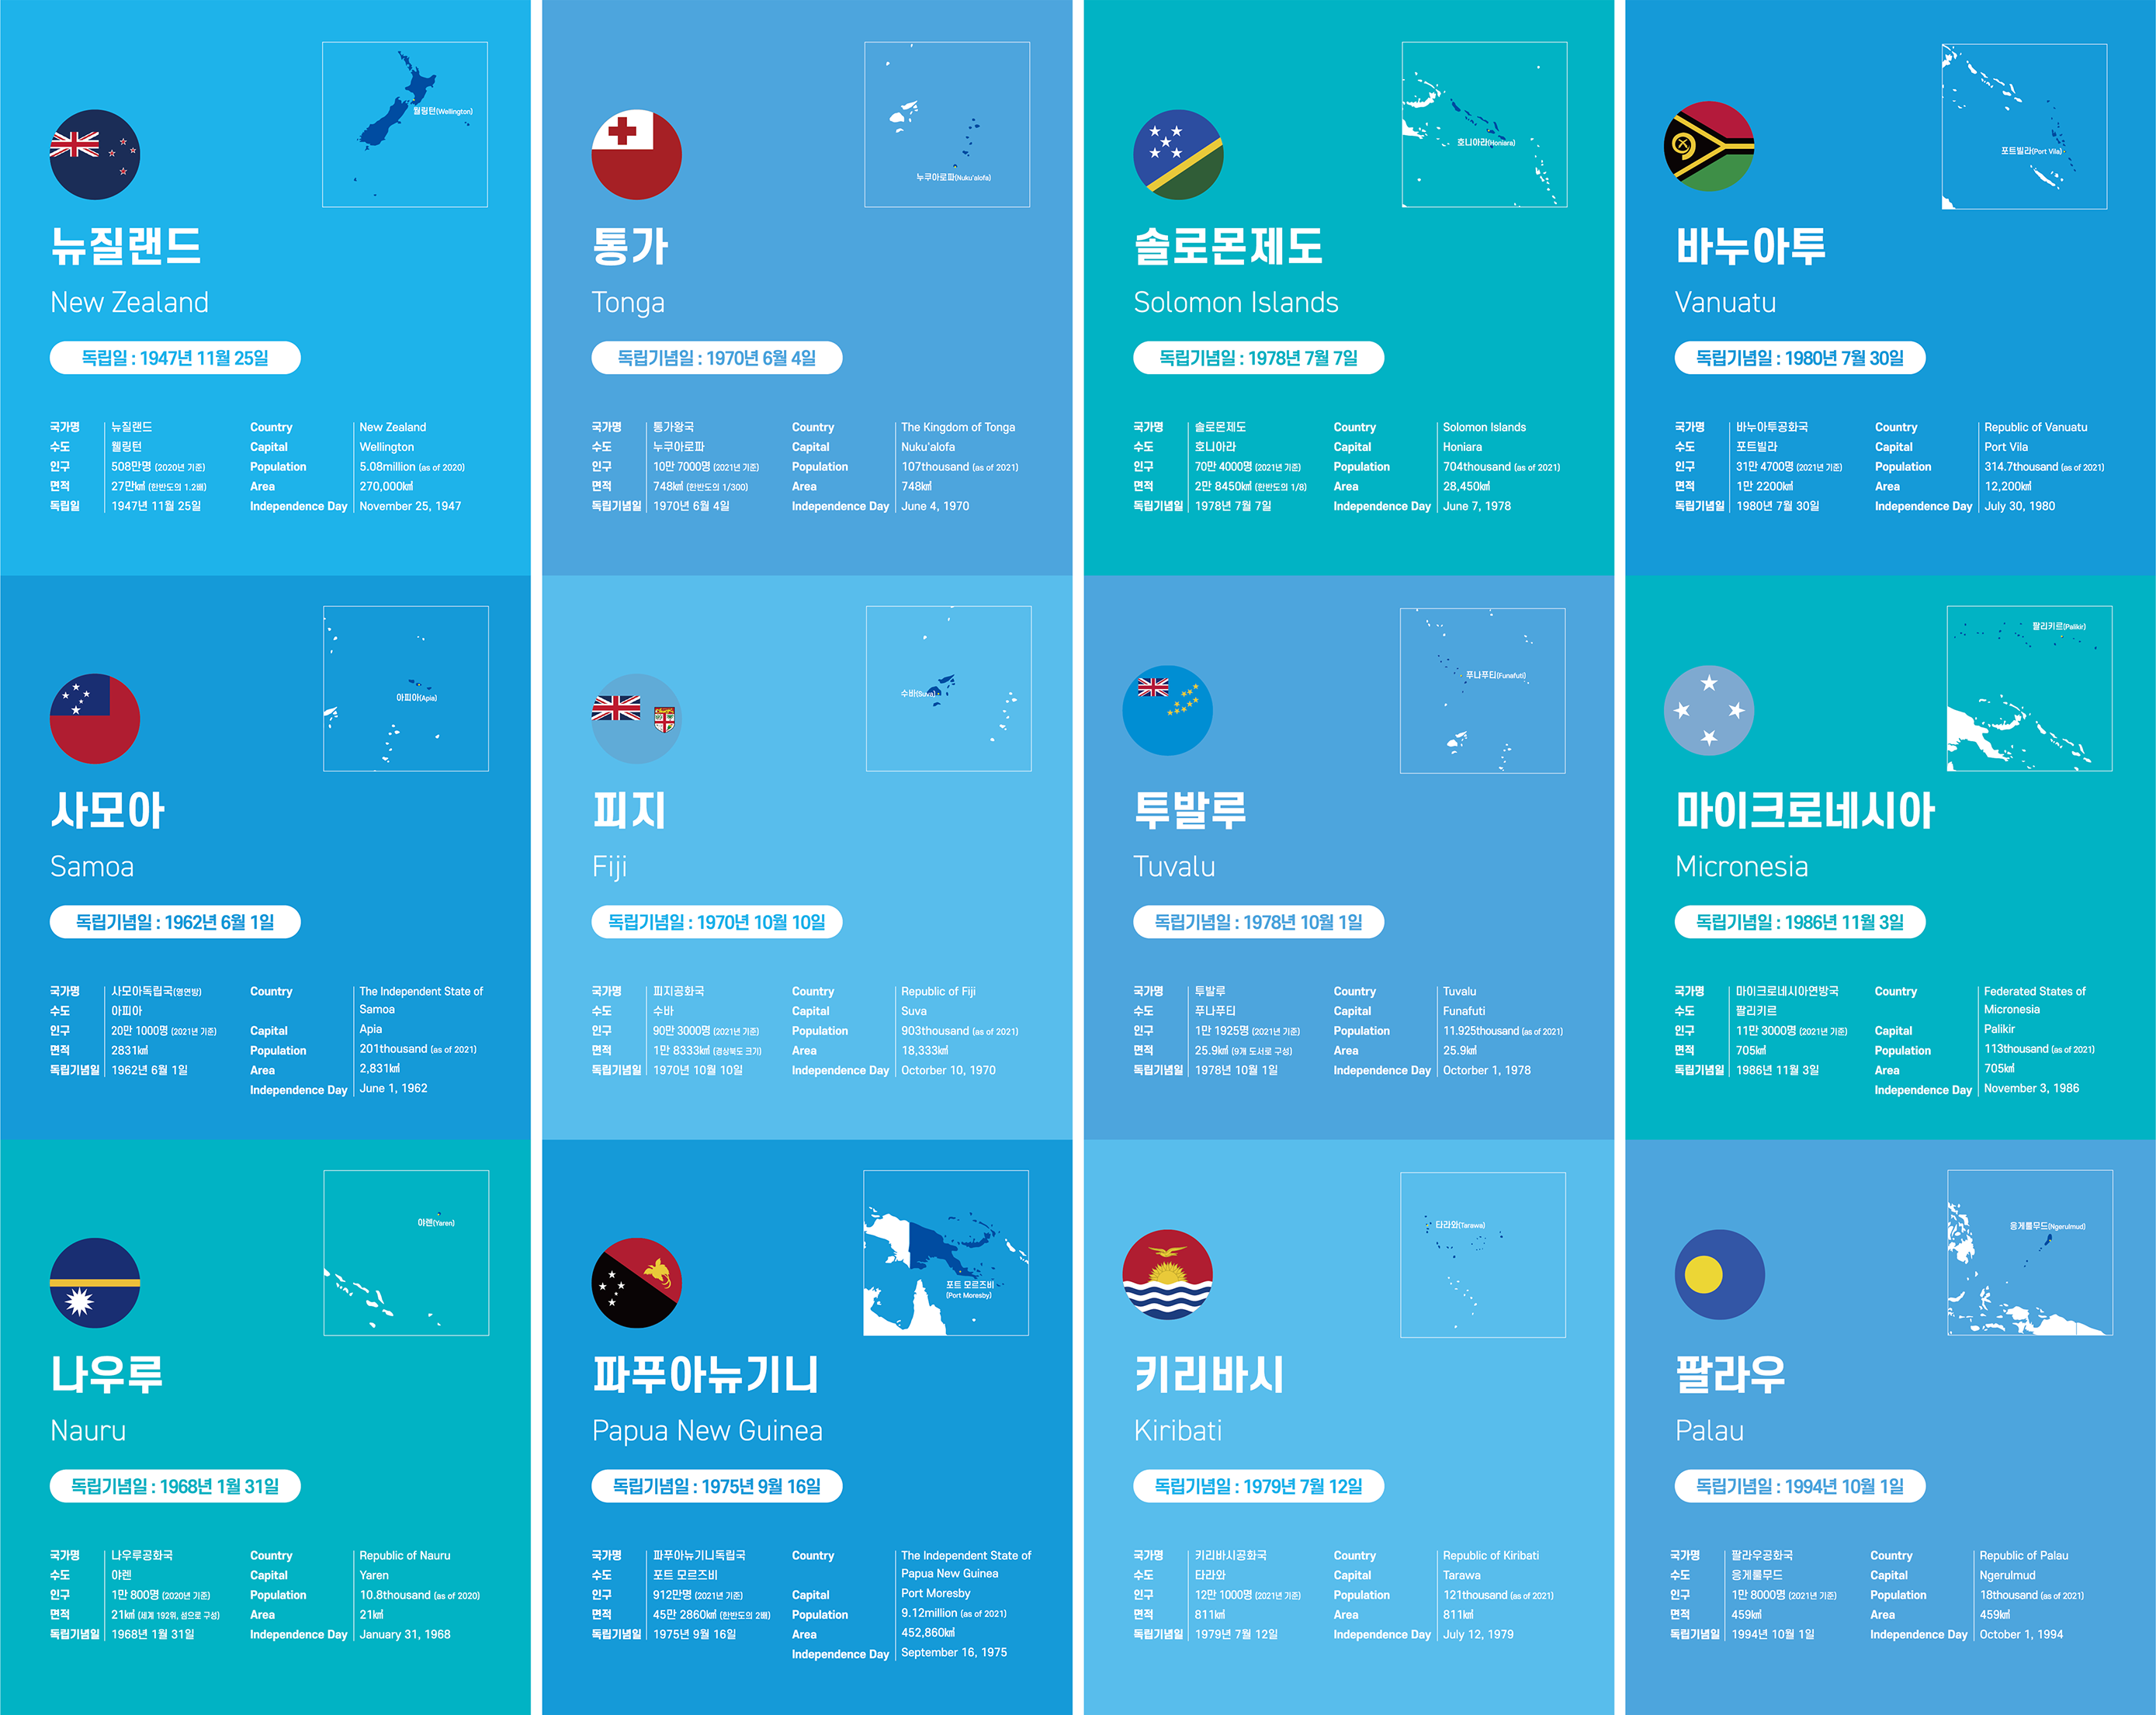 월링턴(Wellington)
뉴질랜드
New Zealand
독립일 : 1947년 11월 25일
국가명 뉴질랜드 Country New Zealand
수도 웰링턴 Capital Wellington
인구 508만명 (2020년 기준) Population 5.08million (as of 2020)
면적 27만㎢ (한반도의 1.2배) Area 270,000㎢
독립일 1947년 11월 25일 Independence Day November 25, 1947
누쿠아로파(Nuku'alofa)
통가
Tonga
독립기념일 : 1970년 6월 4일
국가명 통가왕국 Country The Kingdom of Tonga
수도 누쿠아로파 Capital Nuku'alofa
인구 10만 7000명 (2021년 기준) Population 107thousand (as of 2021)
면적 748㎢ (한반도의 1/300) Area 748㎢
독립기념일 1970년 6월 4일 Independence Day June 4, 1970
호니아라(Honiara)
솔로몬제도
Solomon Islands
독립기념일 : 1978년 7월 7일
국가명 솔로몬제도 Country Solomon Islands
수도 호니아라 Capital Honiara
인구 70만 4000명 (2021년 기준) Population 704thousand (as of 2021)
면적 2만 8450㎢ (한반도의 1/8) Area 28,450㎢
독립기념일 1978년 7월 7일 Independence Day June 7, 1978
포트빌라(Port Vila)
바누아투
Vanuatu
독립기념일 : 1980년 7월 30일
국가명 바누아투공화국 Country Republic of Vanuatu
수도 포트빌라 Capital Port Vila
인구 31만 4700명 (2021년 기준) Population 314.7thousand (as of 2021)
면적 1만 2200㎢ Area 12,200㎢
독립기념일 1980년 7월 30일 Independence Day July 30, 1980
아피아(Apia)
사모아
Samoa
독립기념일 : 1962년 6월 1일
국가명 사모아독립국(영연방) Country The Independent State of
Samoa
수도 아피아 Capital Apia
인구 20만 1000명 (2021년 기준) Population 201thousand (as of 2021)
면적 2831㎢ Area 2,831㎢
독립기념일 1962년 6월 1일 Independence Day June 1, 1962
수바(Suva)
피지
Fiji
독립기념일 : 1970년 10월 10일
국가명 피지공화국 Country Republic of Fiji
수도 수바 Capital Suva
인구 90만 3000명 (2021년 기준) Population 903thousand (as of 2021)
면적 1만 8333㎢ (경상북도 크기) Area 18,333㎢
독립기념일 1970년 10월 10일 Independence Day Octorber 10, 1970
푸나푸티(Funafuti)
투발루
Tuvalu
독립기념일 : 1978년 10월 1일
국가명 투발루 Country Tuvalu
수도 푸나푸티 Capital Funafuti
인구 1만 1925명 (2021년 기준) Population 11.925thousand (as of 2021)
면적 25.9㎢ (9개 도서로 구성) Area 25.9㎢
독립기념일 1978년 10월 1일 Independence Day Octorber 1, 1978
팔리키르(Palikir)
마이크로네시아
Micronesia
독립기념일 : 1986년 11월 3일
국가명 마이크로네시아연방국 Country Federated States of
Micronesia
수도 팔리키르 Capital Palikir
인구 11만 3000명 (2021년 기준) Population 113thousand (as of 2021)
면적 705㎢ Area 705㎢
독립기념일 1986년 11월 3일 Independence Day November 3, 1986
야렌(Yaren)
나우루
Nauru
독립기념일 : 1968년 1월 31일
국가명 나우루공화국 Country Republic of Nauru
수도 야렌 Capital Yaren
인구 1만 800명 (2020년 기준) Population 10.8thousand (as of 2020)
면적 21㎢ (세계 192위, 섬으로 구성) Area 21㎢
독립기념일 1968년 1월 31일 Independence Day January 31, 1968
포트 모르즈비
(Port Moresby)
파푸아뉴기니
Papua New Guinea
독립기념일 : 1975년 9월 16일
국가명 파푸아뉴기니독립국 Country The Independent State of
Papua New Guinea
수도 포트 모르즈비 Capital Port Moresby
인구 912만명 (2021년 기준) Population 9.12million (as of 2021)
면적 45만 2860㎢ (한반도의 2배) Area 452,860㎢
독립기념일 1975년 9월 16일 Independence Day September 16, 1975
타라와(Tarawa)
키리바시
Kiribati
독립기념일 : 1979년 7월 12일
국가명 키리바시공화국 Country Republic of Kiribati
수도 타라와 Capital Tarawa
인구 12만 1000명 (2021년 기준) Population 121thousand (as of 2021)
면적 811㎢ Area 811㎢
독립기념일 1979년 7월 12일 Independence Day July 12, 1979
응게룰무드(Ngerulmud)
팔라우
Palau
독립기념일 : 1994년 10월 1일
국가명 팔라우공화국 Country Republic of Palau
수도 응게룰무드 Capital Ngerulmud
인구 1만 8000명 (2021년 기준) Population 18thousand (as of 2021)
면적 459㎢ Area 459㎢
독립기념일 1994년 10월 1일 Independence Day October 1, 1994